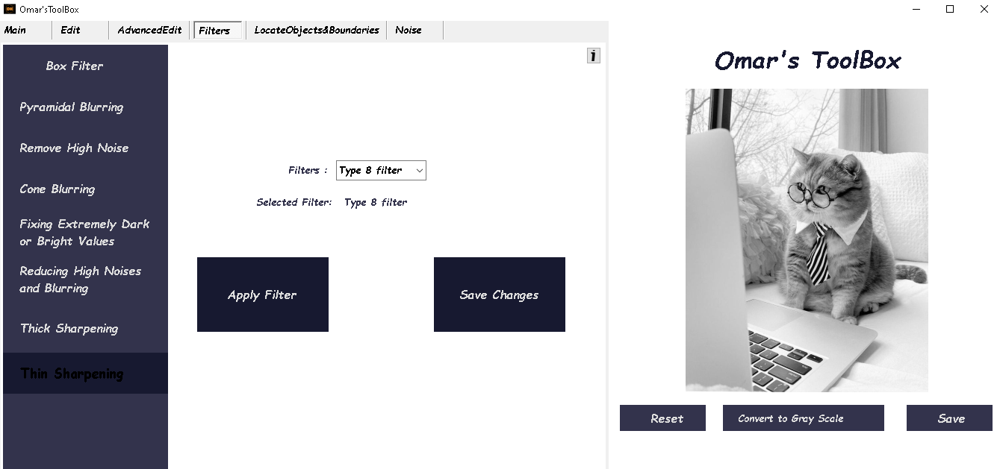 Omar'sToolBox
Main
Edit
AdvancedEdit
Filters
LocateObjects&Boundaries
Noise
Box Filter
Pyramidal Blurring
Remove High Noise
Cone Blurring
Fixing Extremely Dark
or Bright Values
Reducing High Noises
and Blurring
Thick Sharpening
Thin Sharpening
i
Filters :
Type 8 filter
Selected Filter:
Type 8 filter
Apply Filter
Save Changes
Omar's ToolBox
Reset
Convert to Gray Scale
Save